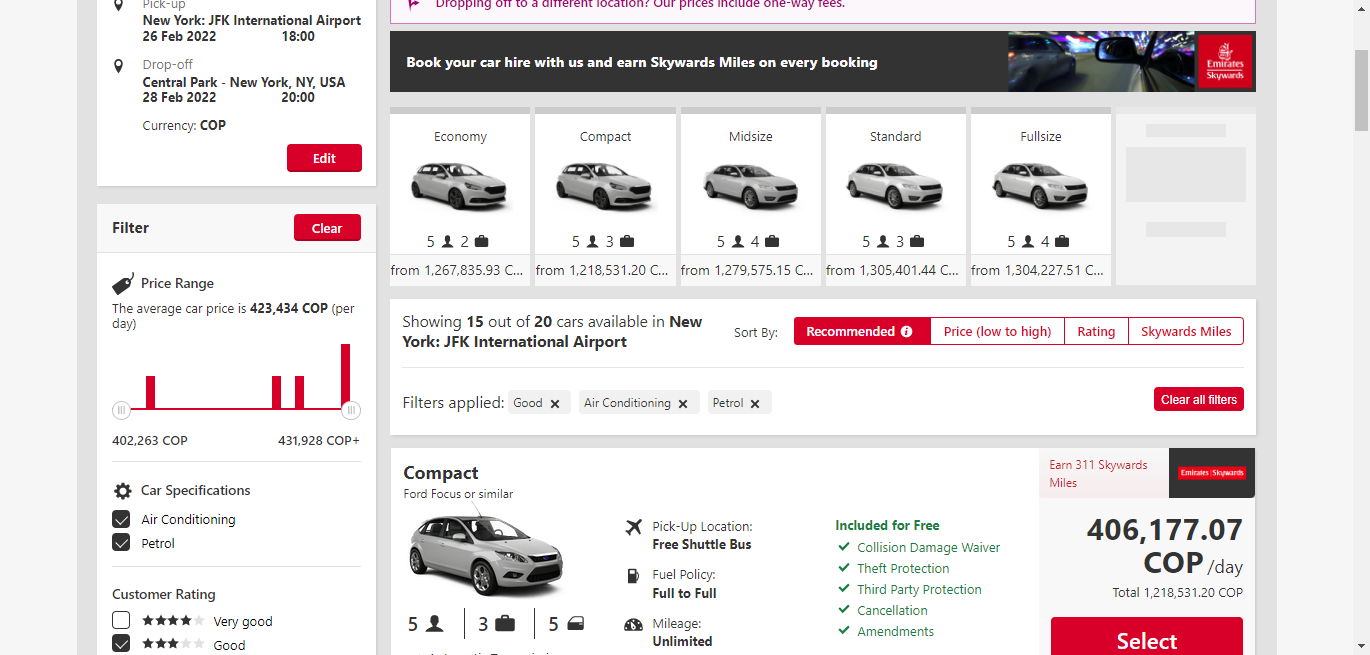 Pick-up
New York: JFK International Airport
26 Feb 2022 18:00
Drop-off
Central Park - New York, NY, USA
28 Feb 2022 20:00
Currency: COP
Edit
Filter
Clear
Price Range
The average car price is 423,434 COP (per
day)
402,263 COP 431,928 COP+
Car Specifications
Air Conditioning
Petrol
Customer Rating
Very good
Good
Dropping off to a different location? Our prices include one-way fees.
Book your car hire with us and earn Skywards Miles on every booking
Emirates
Skywards
Economy
5 2
from 1,267,835.93 C...
Compact
5 3
from 1,218,531.20 C...
Midsize
5 4
from 1,279,575.15 C...
Standard
5 3
from 1,305,401.44 C...
Fullsize
5 4
from 1,304,227.51 C...
Showing 15 out of 20 cars available in New
York: JFK International Airport
Sort By:
Recommended
Price (low to high)
Rating
Skywards Miles
Filters applied: Good Air Conditioning Petrol
Clear all filters
Compact
Ford Focus or similar
5 3 5
Pick-Up Location:
Free Shuttle Bus
Fuel Policy:
Full to Full
Mileage:
Unlimited
Included for Free
Collision Damage Waiver
Theft Protection
Third Party Protection
Cancellation
Amendments
Earn 311 Skywards
Miles
Emirates Skywards
406,177.07
COP /day
Total 1,218,531.20 COP
Select